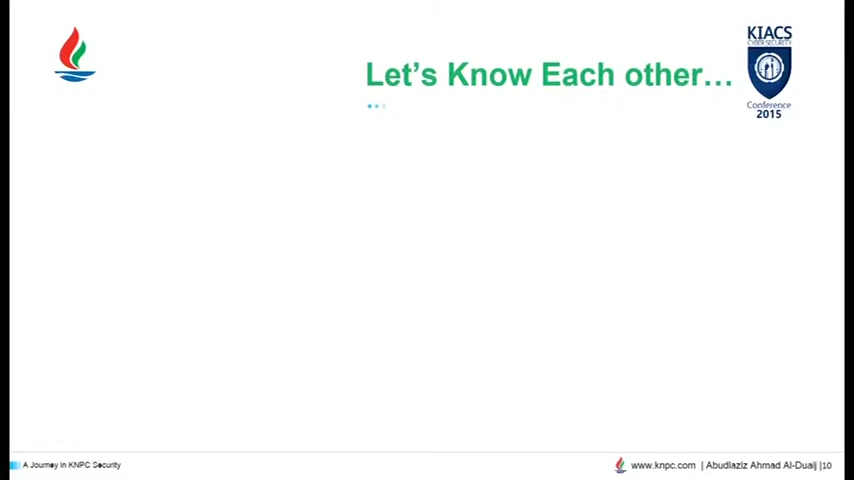 KIACS
CYBER SECURITY
Let's Know Each other...
Conference
2015
A Journey in KNPC Security
www.knpc.com | Abudlaziz Ahmad Al-Duaij |10